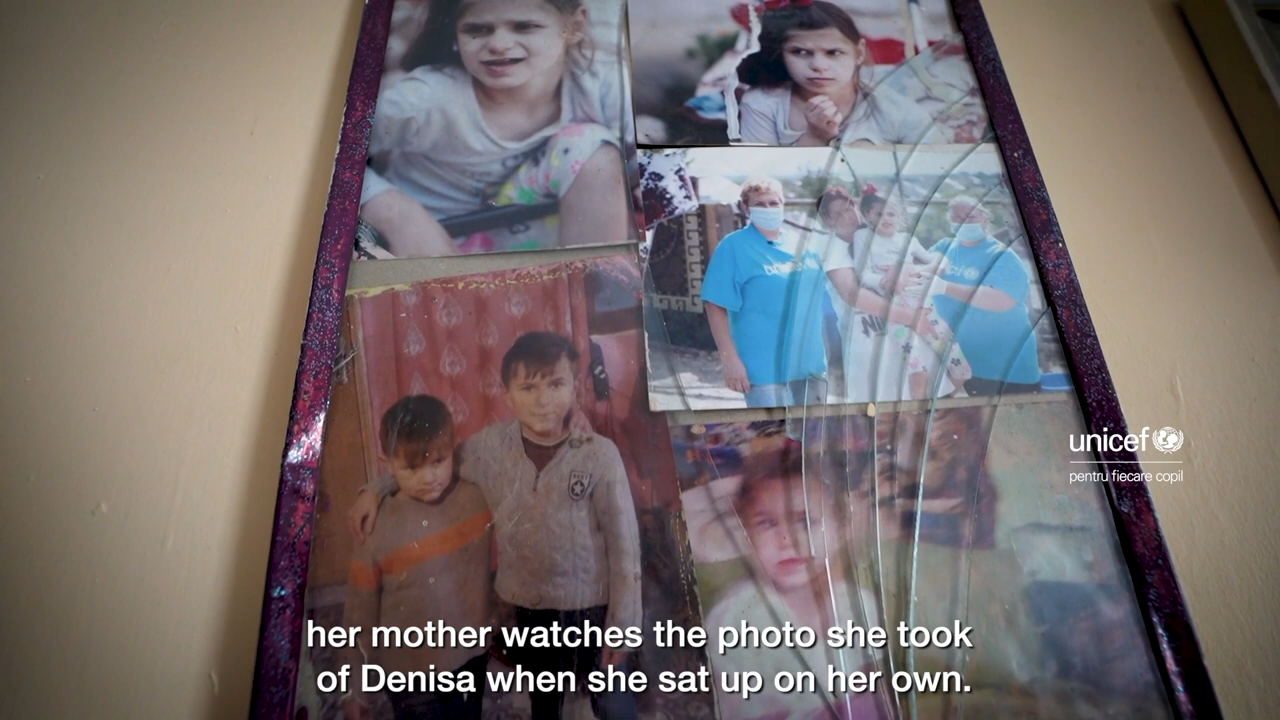 unicef
pentru fiecare copil
her mother watches the photo she took
of Denisa when she sat up on her own.